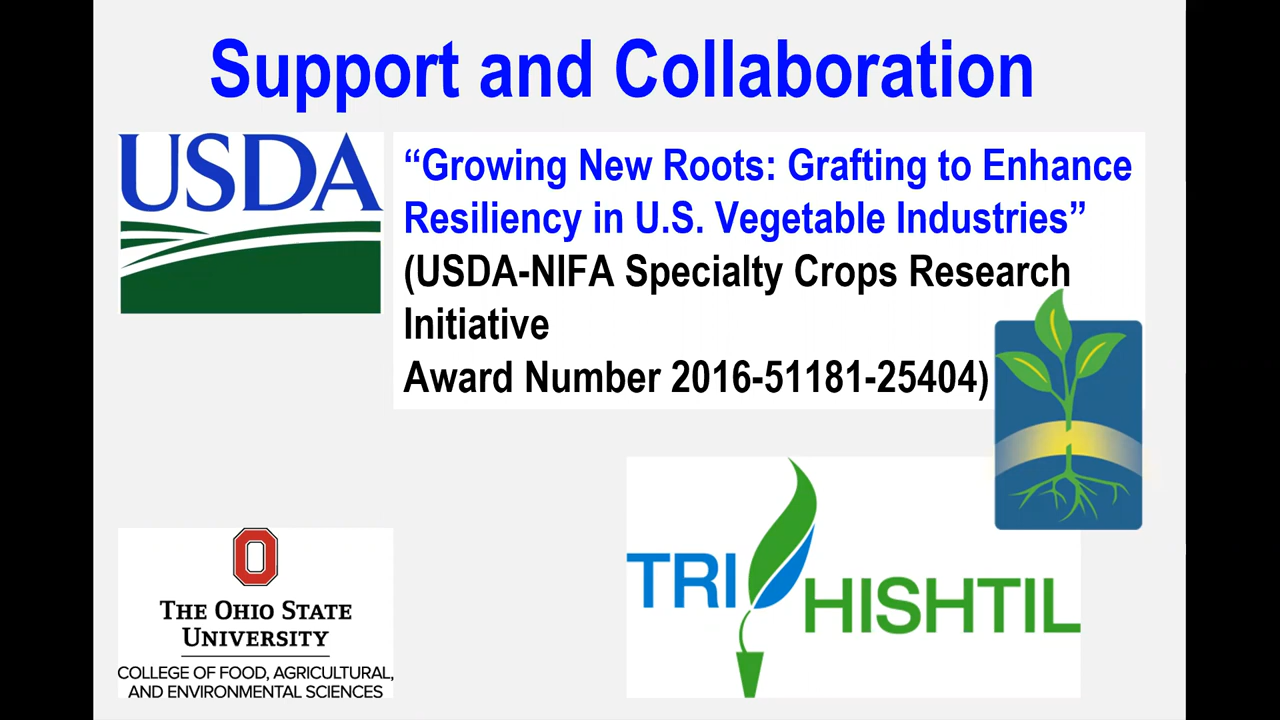 Support and Collaboration
USDA
“Growing New Roots: Grafting to Enhance
Resiliency in U.S. Vegetable Industries”
(USDA-NIFA Specialty Crops Research
Initiative
Award Number 2016-51181-25404)
TRI HISHTIL
O
THE OHIO STATE
UNIVERSITY
COLLEGE OF FOOD, AGRICULTURAL,
AND ENVIRONMENTAL SCIENCES